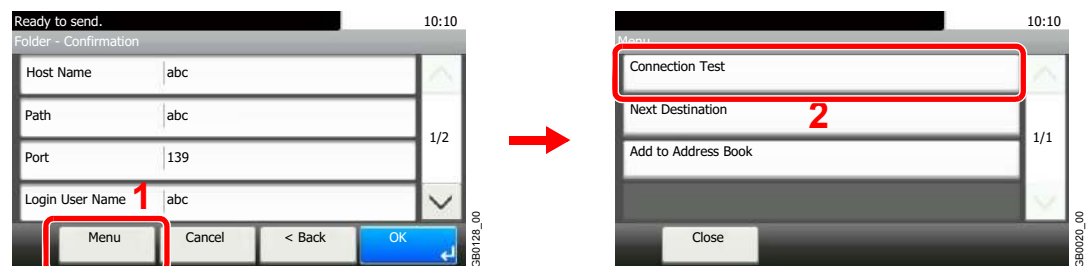 Ready to send. 10:10
Folder - Confirmation
Host Name abc
Path abc
1/2
Port 139
Login User Name 1 abc
Menu Cancel < Back OK
GB0128_00
10:10
Menu
Connection Test
Next Destination 2
1/1
Add to Address Book
Close
GB0020_00